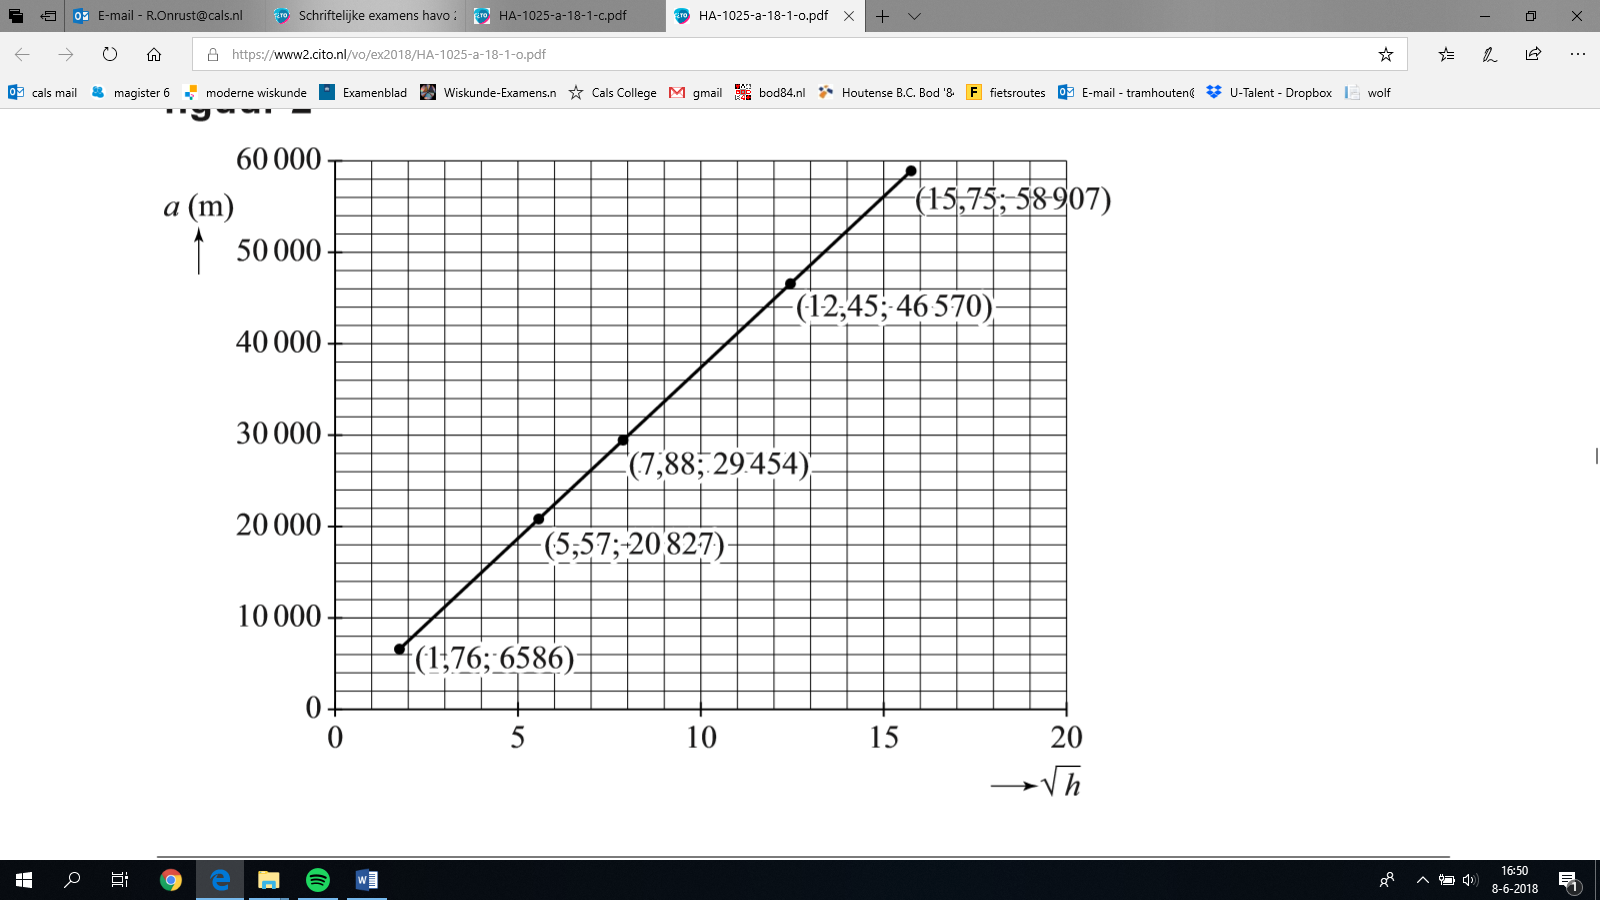 E-mail - R.Onrust@cals.nl
Schriftelijke examens havo 2
HA-1025-a-18-1-c.pdf
HA-1025-a-18-1-o.pdf
https://www2.cito.nl/vo/ex2018/HA-1025-a-18-1-o.pdf
cals mail
magister 6
moderne wiskunde
Examenblad
Wiskunde-Examens.n
Cals College
gmail
bod84.nl
Houtense B.C. Bod '8
fietsroutes
E-mail - tramhouten
U-Talent - Dropbox
wolf
figuur 2
60 000
a (m)
(15,75; 58 907)
50 000
(12,45; 46 570)
40 000
30 000
(7,88; 29 454)
20 000
(5,57; 20 827)
10 000
(1,76; 6586)
0
0 5 10 15 20
√h
16:50
8-6-2018
1